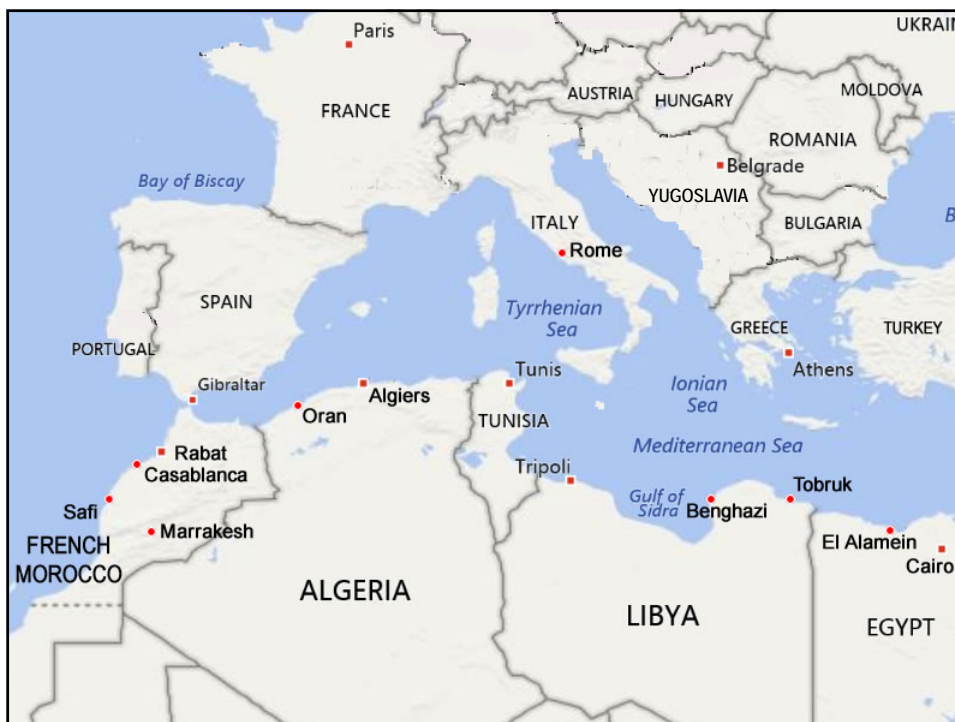 UKRAIN
Paris
MOLDOVA
AUSTRIA
HUNGARY
FRANCE
ROMANIA
Belgrade
Bay of Biscay
YUGOSLAVIA
B
ITALY
BULGARIA
Rome
SPAIN
Tyrrhenian
Sea
GREECE
TURKEY
PORTUGAL
Athens
Gibraltar
Tunis
Ionian
Sea
Algiers
Oran
TUNISIA
Mediterranean Sea
Rabat
Casablanca
Tripoli
Tobruk
Gulf of
Sidra
Benghazi
Safi
Marrakesh
El Alamein
FRENCH
MOROCCO
Cairo
ALGERIA
LIBYA
EGYPT